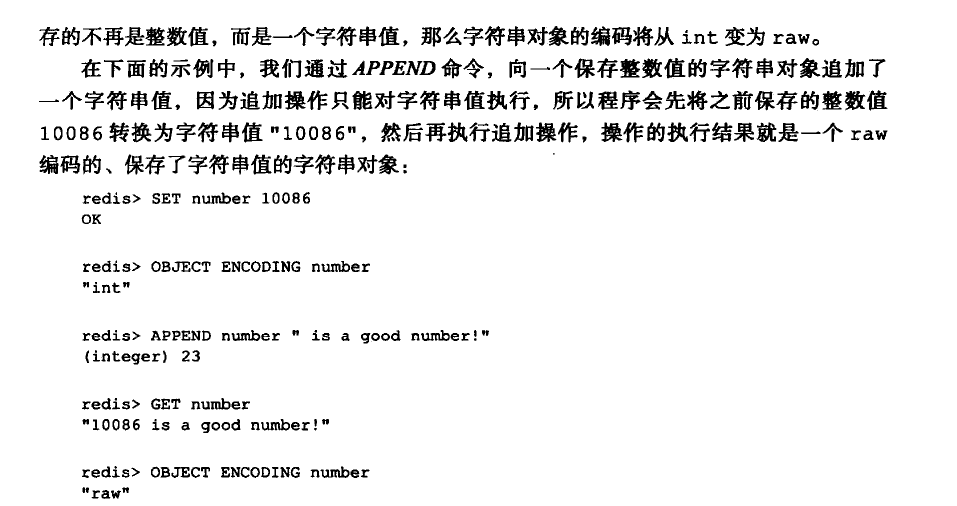 存的不再是整数值，而是一个字符串值，那么字符串对象的编码将从 int 变为 raw。
在下面的示例中，我们通过 APPEND 命令，向一个保存整数值的字符串对象追加了
一个字符串值，因为追加操作只能对字符串值执行，所以程序会先将之前保存的整数值
10086 转换为字符串值 "10086"，然后再执行追加操作，操作的执行结果就是一个 raw
编码的、保存了字符串值的字符串对象：
redis> SET number 10086
OK
redis> OBJECT ENCODING number
"int"
redis> APPEND number " is a good number!"
(integer) 23
redis> GET number
"10086 is a good number!"
redis> OBJECT ENCODING number
"raw"